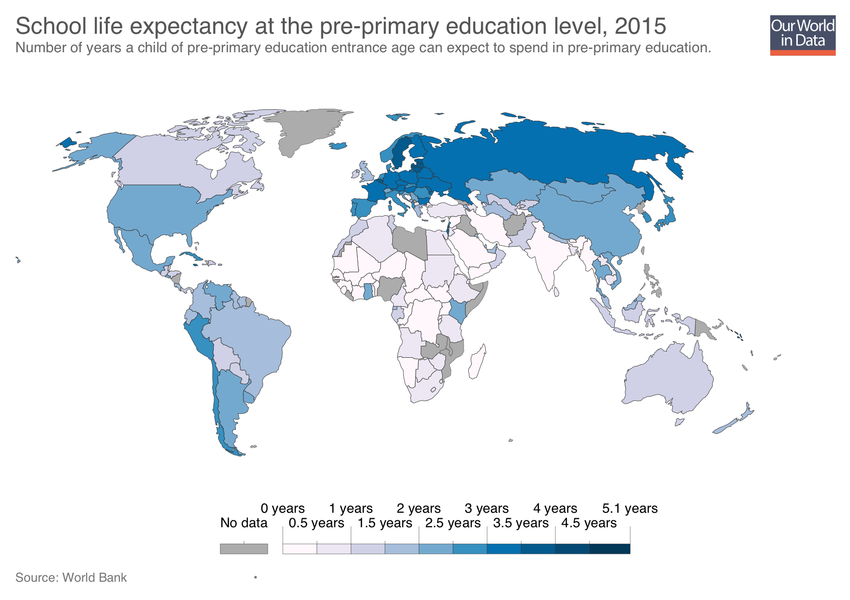 School life expectancy at the pre-primary education level, 2015
Number of years a child of pre-primary education entrance age can expect to spend in pre-primary education.
Our World
in Data
0 years 1 years 2 years 3 years 4 years 5.1 years
No data 0.5 years 1.5 years 2.5 years 3.5 years 4.5 years
Source: World Bank